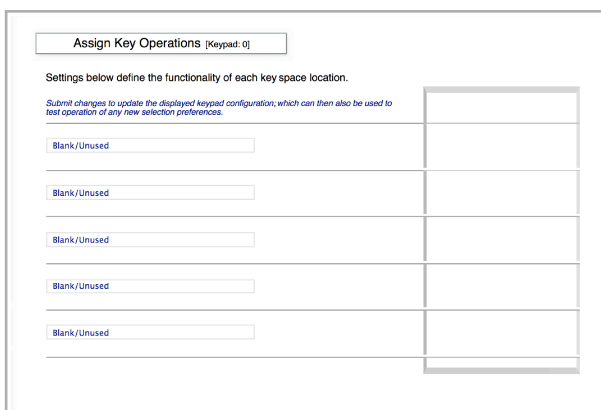 Assign Key Operations [Keypad: 0]
Settings below define the functionality of each key space location.
Submit changes to update the displayed keypad configuration; which can then also be used to
test operation of any new selection preferences.
Blank/Unused
Blank/Unused
Blank/Unused
Blank/Unused
Blank/Unused